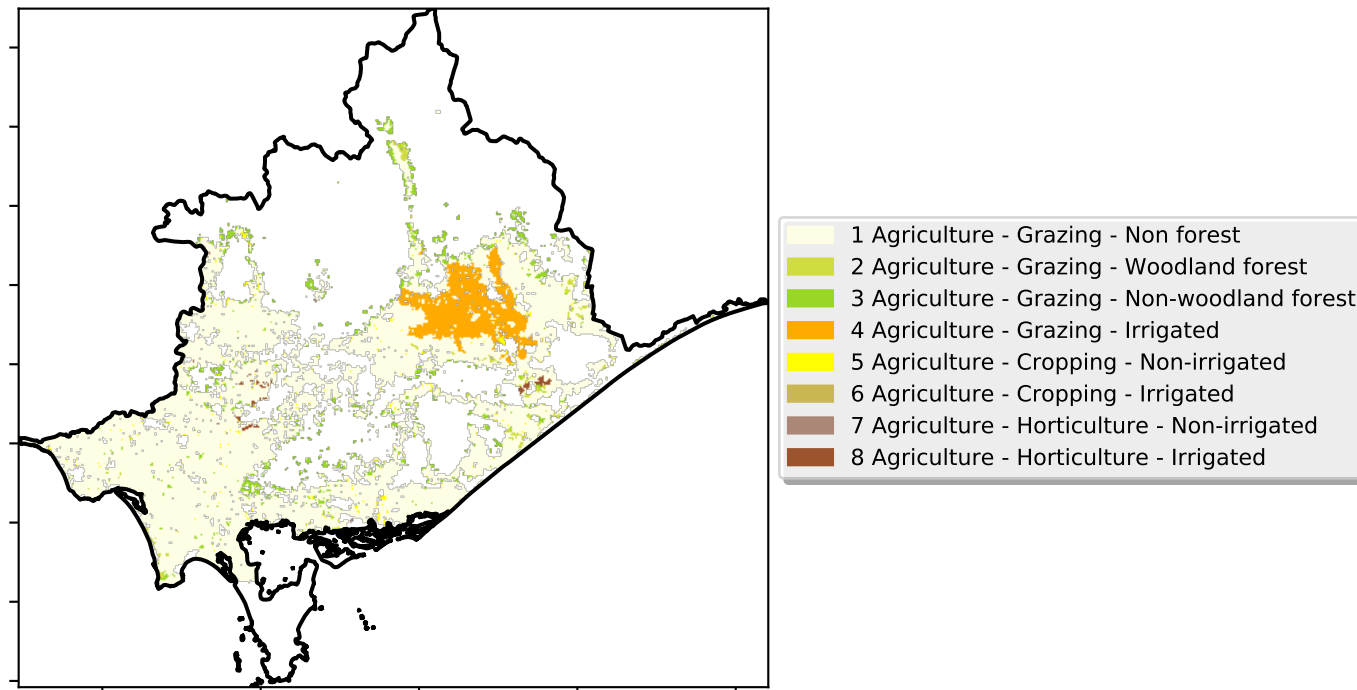 1 Agriculture - Grazing - Non forest
2 Agriculture - Grazing - Woodland forest
3 Agriculture - Grazing - Non-woodland forest
4 Agriculture - Grazing - Irrigated
5 Agriculture - Cropping - Non-irrigated
6 Agriculture - Cropping - Irrigated
7 Agriculture - Horticulture - Non-irrigated
8 Agriculture - Horticulture - Irrigated